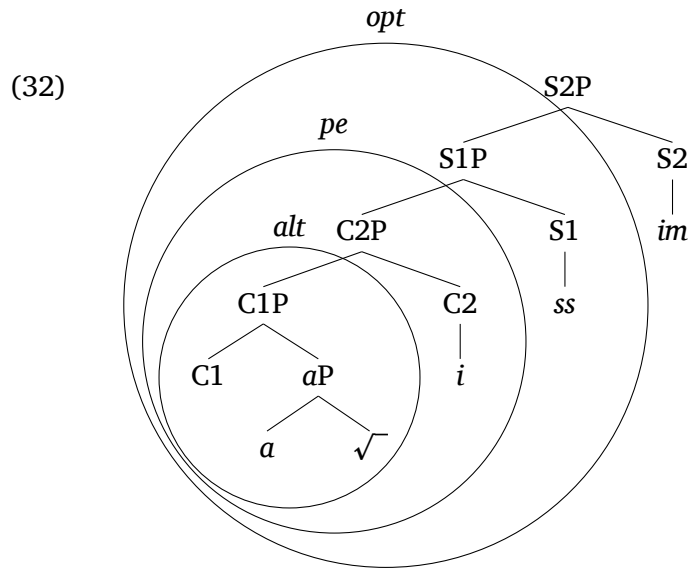 opt
(32)
S2P
pe
S1P S2
alt C2P S1 im
C1P C2 ss
C1 aP i
a √